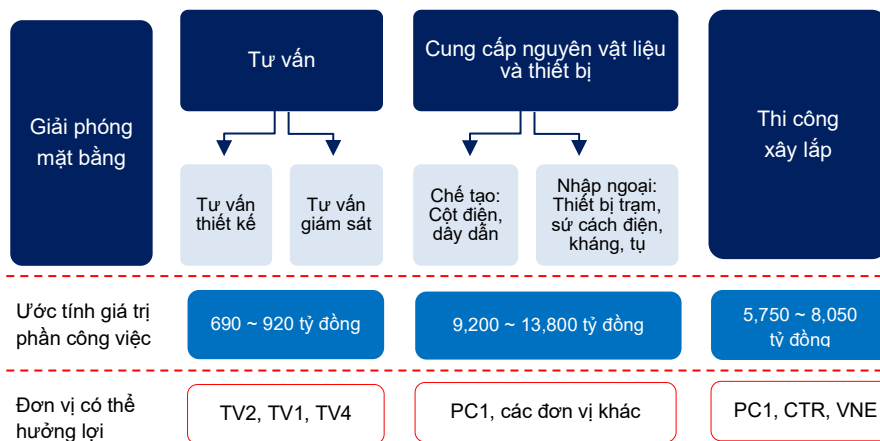 Giải phóng
mặt bằng
Tư vấn
Cung cấp nguyên vật liệu
và thiết bị
Thi công
xây lắp
Tư vấn
thiết kế
Tư vấn
giám sát
Chế tạo:
Cột điện,
dây dẫn
Nhập ngoại:
Thiết bị trạm,
sứ cách điện,
kháng, tụ
Ước tính giá trị
phần công việc
690 ~ 920 tỷ đồng
9,200 ~ 13,800 tỷ đồng
5,750 ~ 8,050
tỷ đồng
Đơn vị có thể
hưởng lợi
TV2, TV1, TV4
PC1, các đơn vị khác
PC1, CTR, VNE